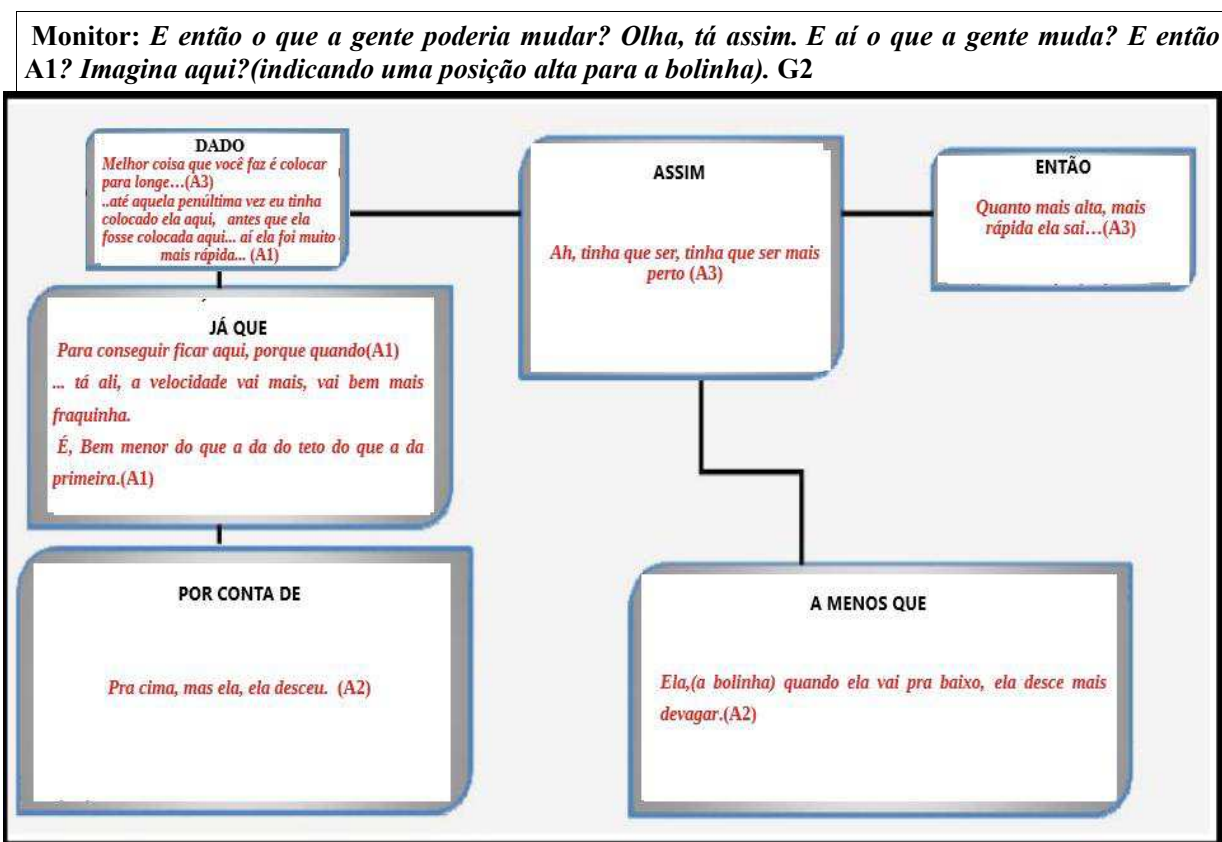 Monitor: E então o que a gente poderia mudar? Olha, tá assim. E aí o que a gente muda? E então
A1? Imagina aqui?(indicando uma posição alta para a bolinha). G2
DADO
Melhor coisa que você faz é colocar
para longe…(A3)
..até aquela penúltima vez eu tinha
colocado ela aqui, antes que ela
fosse colocada aqui... aí ela foi muito
mais rápida... (A1)
ASSIM
Ah, tinha que ser, tinha que ser mais
perto (A3)
ENTÃO
Quanto mais alta, mais
rápida ela sai…(A3)
JÁ QUE
Para conseguir ficar aqui, porque quando(A1)
... tá ali, a velocidade vai mais, vai bem mais
fraquinha.
É, Bem menor do que a da do teto do que a da
primeira.(A1)
POR CONTA DE
Pra cima, mas ela, ela desceu. (A2)
A MENOS QUE
Ela,(a bolinha) quando ela vai pra baixo, ela desce mais
devagar.(A2)